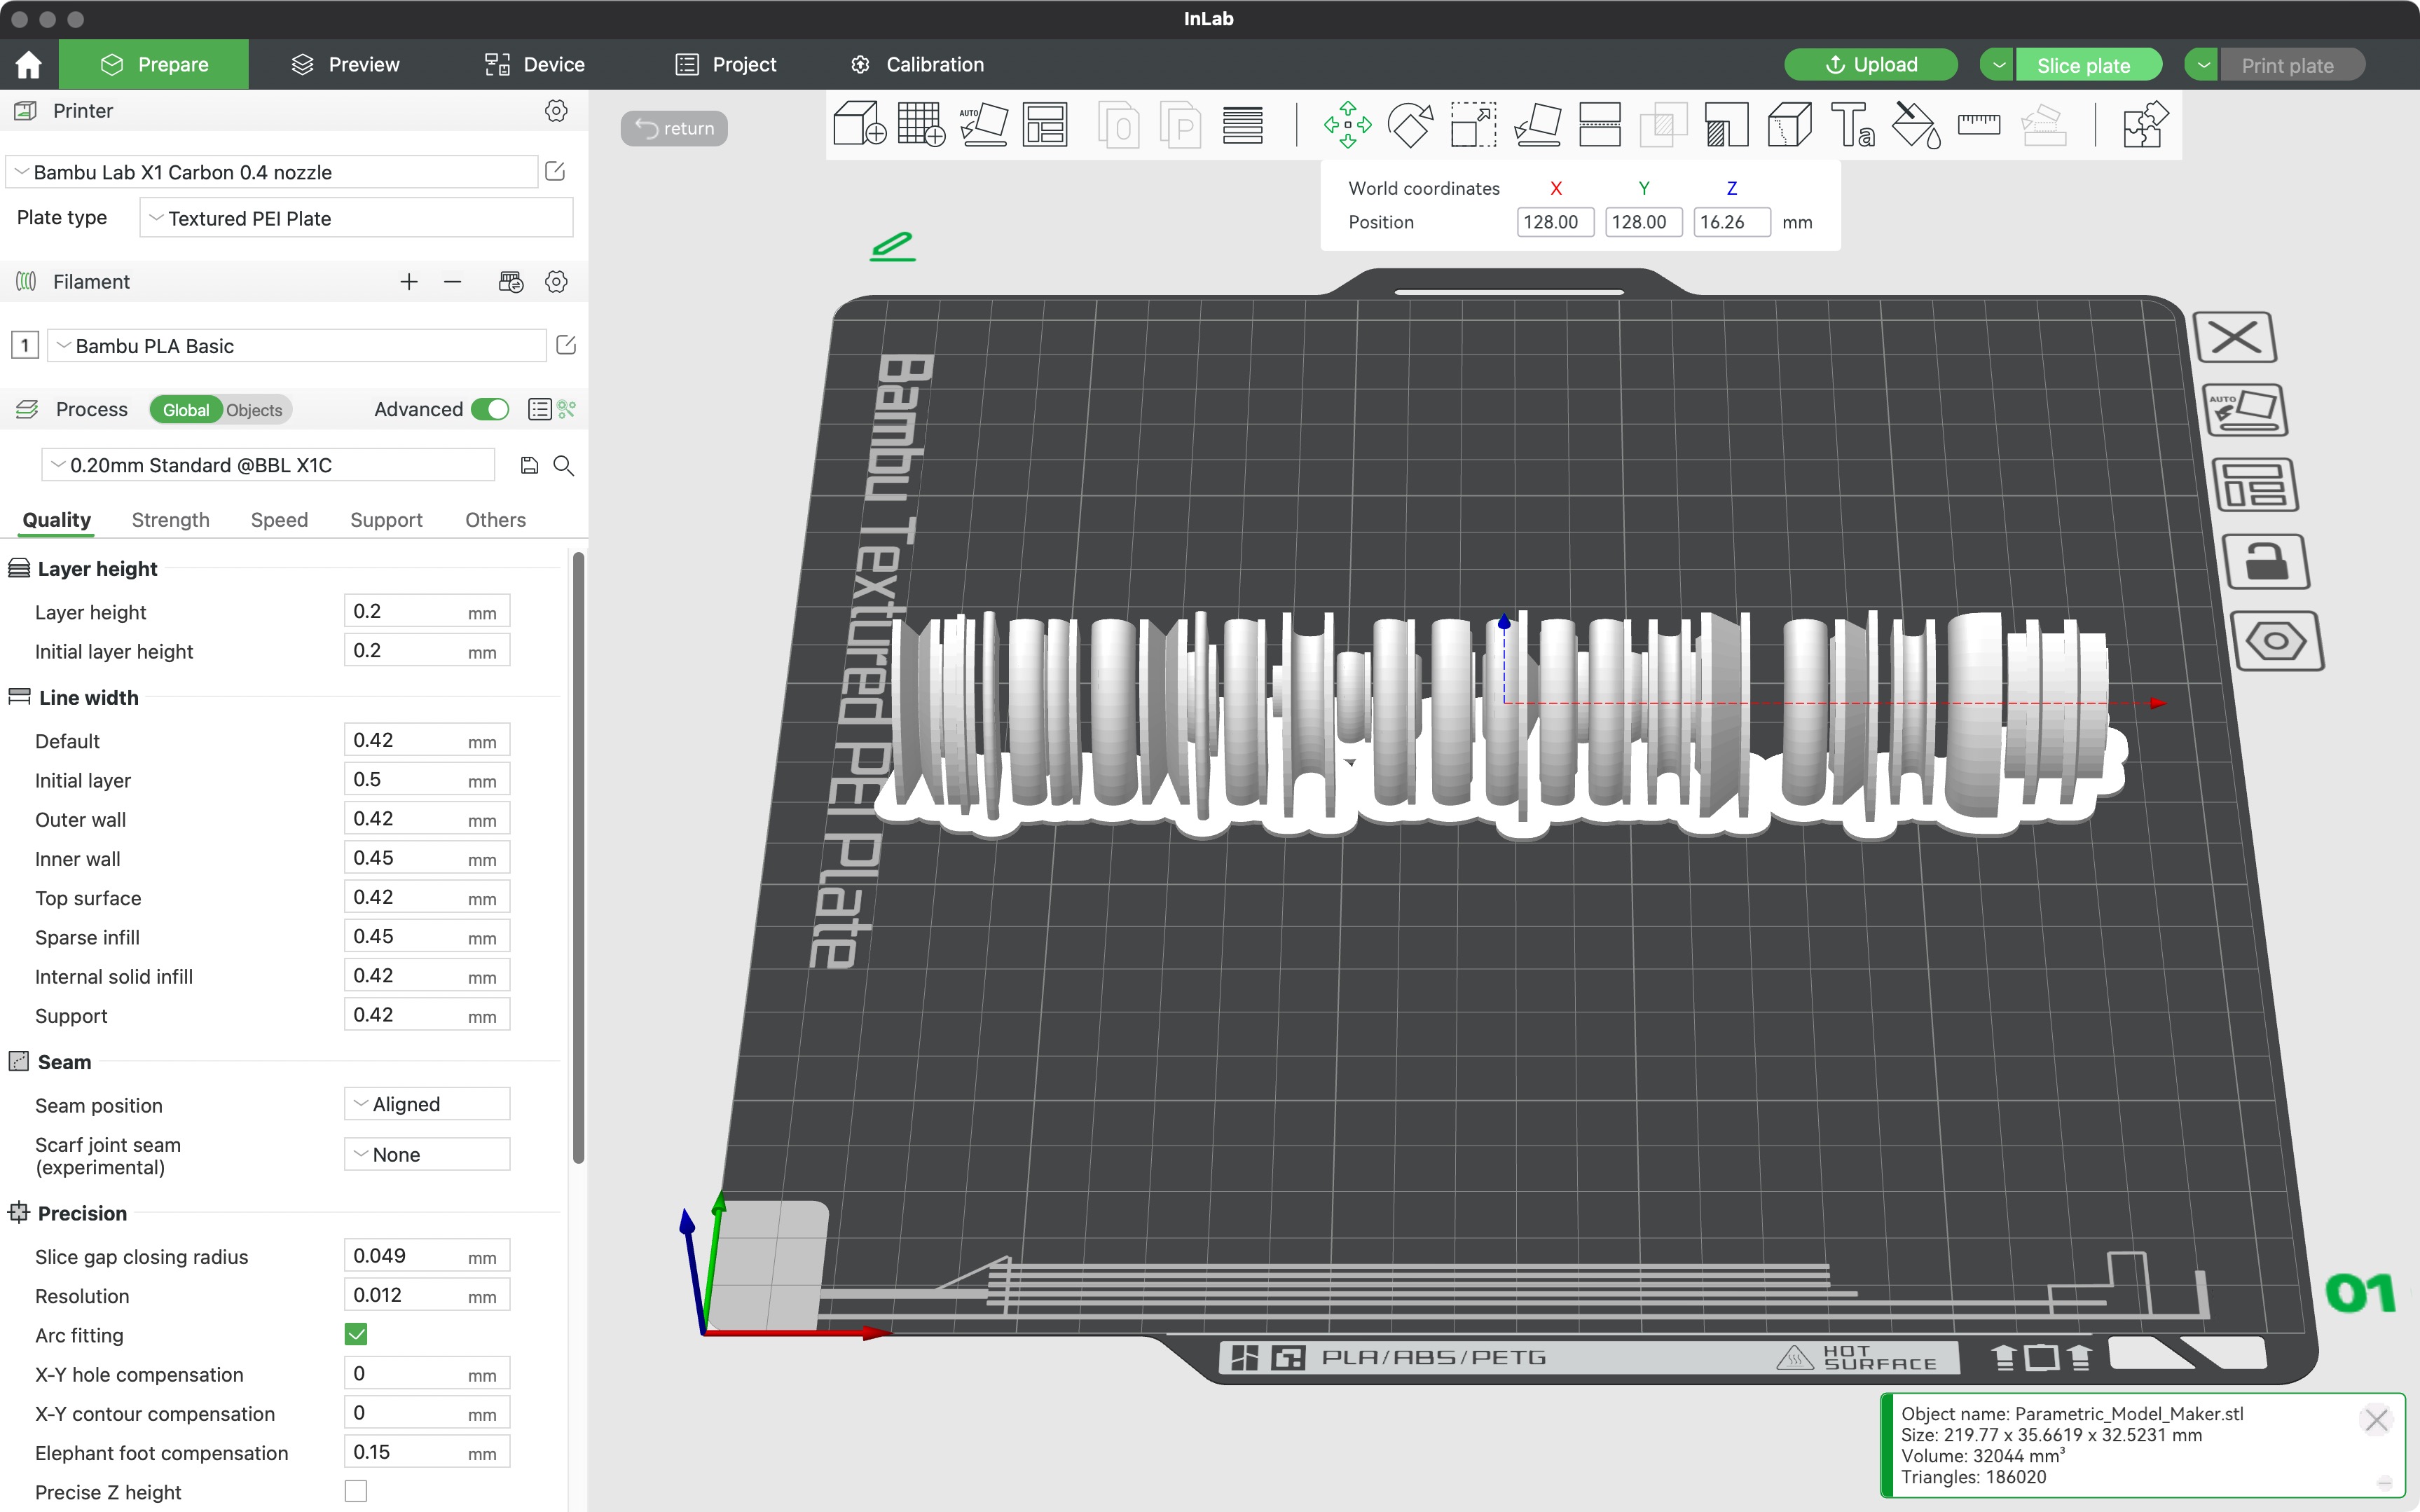 InLab
Prepare
Preview
Device
Project
Calibration
Upload
Slice plate
Print plate
Printer
Bambu Lab X1 Carbon 0.4 nozzle
Plate type
Textured PEI Plate
Filament
1
Bambu PLA Basic
Process
Global
Objects
Advanced
0.20mm Standard @BBL X1C
Quality
Strength
Speed
Support
Others
Layer height
Layer height 0.2 mm
Initial layer height 0.2 mm
Line width
Default 0.42 mm
Initial layer 0.5 mm
Outer wall 0.42 mm
Inner wall 0.45 mm
Top surface 0.42 mm
Sparse infill 0.45 mm
Internal solid infill 0.42 mm
Support 0.42 mm
Seam
Seam position Aligned
Scarf joint seam
(experimental) None
Precision
Slice gap closing radius 0.049 mm
Resolution 0.012 mm
Arc fitting
X-Y hole compensation 0 mm
X-Y contour compensation 0 mm
Elephant foot compensation 0.15 mm
Precise Z height
return
AUTO
O
P
Ta
World coordinates X Y Z
Position 128.00 128.00 16.26 mm
Bambu Textured PEI Plate
AUTO
01
PLA/ABS/PETG
HOT
SURFACE
Object name: Parametric_Model_Maker.stl
Size: 219.77 x 35.6619 x 32.5231 mm
Volume: 32044 mm³
Triangles: 186020